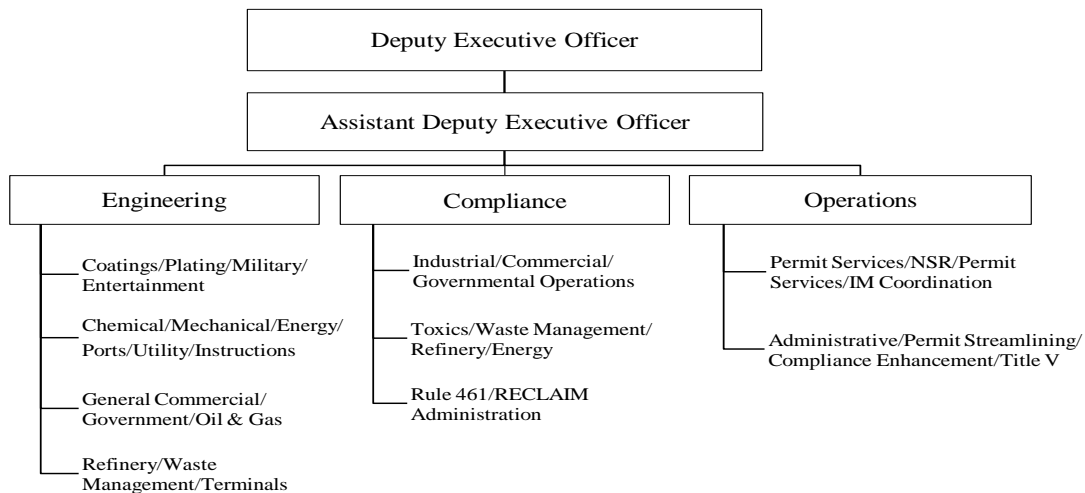 Deputy Executive Officer
Assistant Deputy Executive Officer
Engineering
Coatings/Plating/Military/
Entertainment
Chemical/Mechanical/Energy/
Ports/Utility/Instructions
General Commercial/
Government/Oil & Gas
Refinery/Waste
Management/Terminals
Compliance
Industrial/Commercial/
Governmental Operations
Toxics/Waste Management/
Refinery/Energy
Rule 461/RECLAIM
Administration
Operations
Permit Services/NSR/Permit
Services/IM Coordination
Administrative/Permit Streamlining/
Compliance Enhancement/Title V